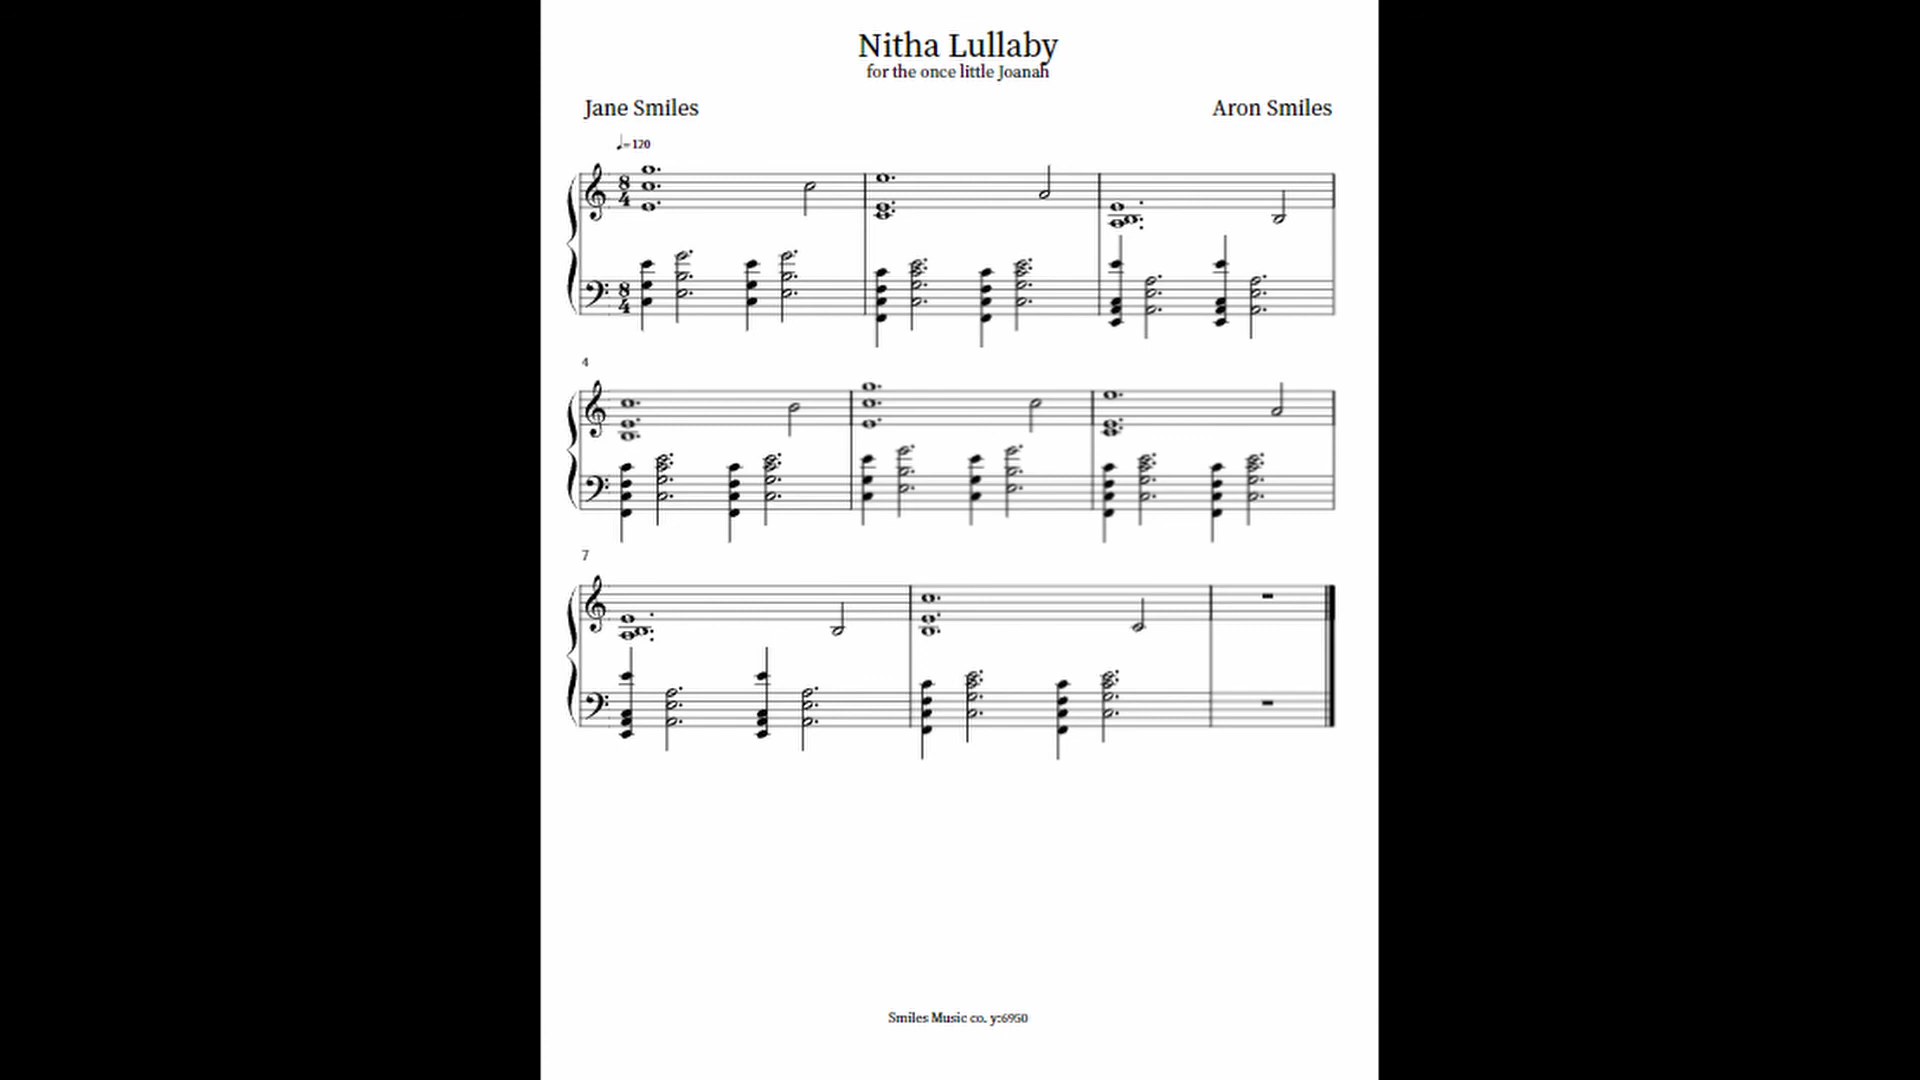 Nitha Lullaby
for the once little Joanah
Jane Smiles
Aron Smiles
♩=120
8
4
8
4
4
7
Smiles Music co. y:6950